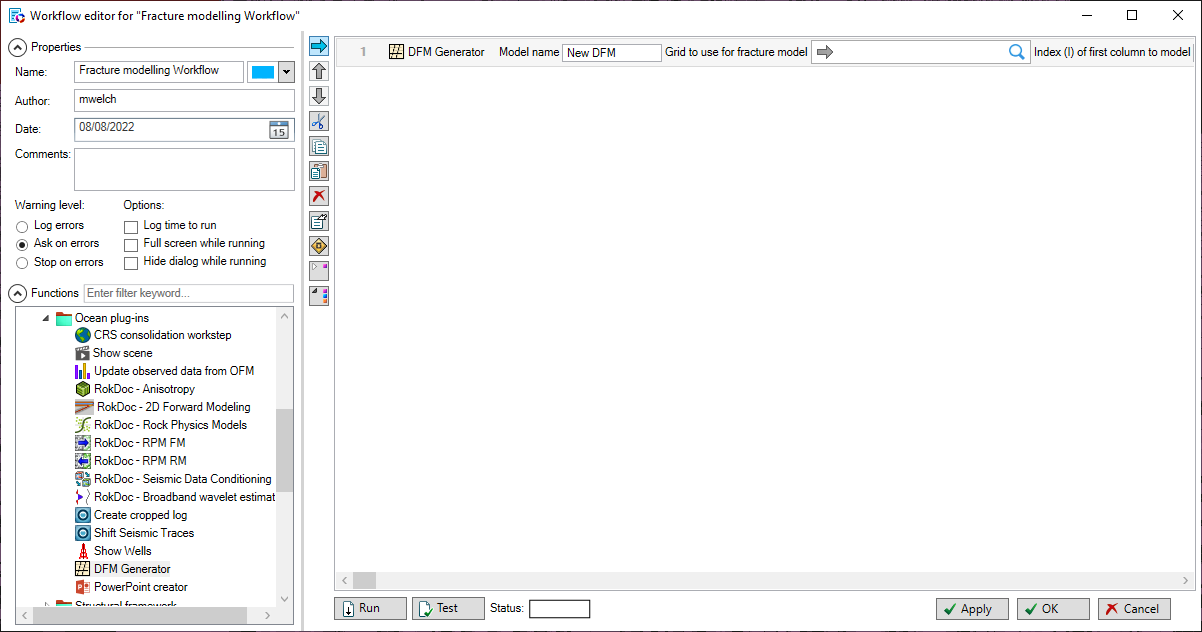 Workflow editor for "Fracture modelling Workflow"
Properties
Name: Fracture modelling Workflow
Author: mwelch
Date: 08/08/2022 15
Comments:
Warning level: Options:
Log errors Log time to run
Ask on errors Full screen while running
Stop on errors Hide dialog while running
Functions Enter filter keyword...
Ocean plug-ins
CRS consolidation workstep
Show scene
Update observed data from OFM
RokDoc - Anisotropy
RokDoc - 2D Forward Modeling
RokDoc - Rock Physics Models
RokDoc - RPM FM
RokDoc - RPM RM
RokDoc - Seismic Data Conditioning
RokDoc - Broadband wavelet estimat
Create cropped log
Shift Seismic Traces
Show Wells
DFM Generator
PowerPoint creator
Structural framework
1 DFM Generator Model name New DFM Grid to use for fracture model Index (I) of first column to model
Run Test Status: Apply OK Cancel